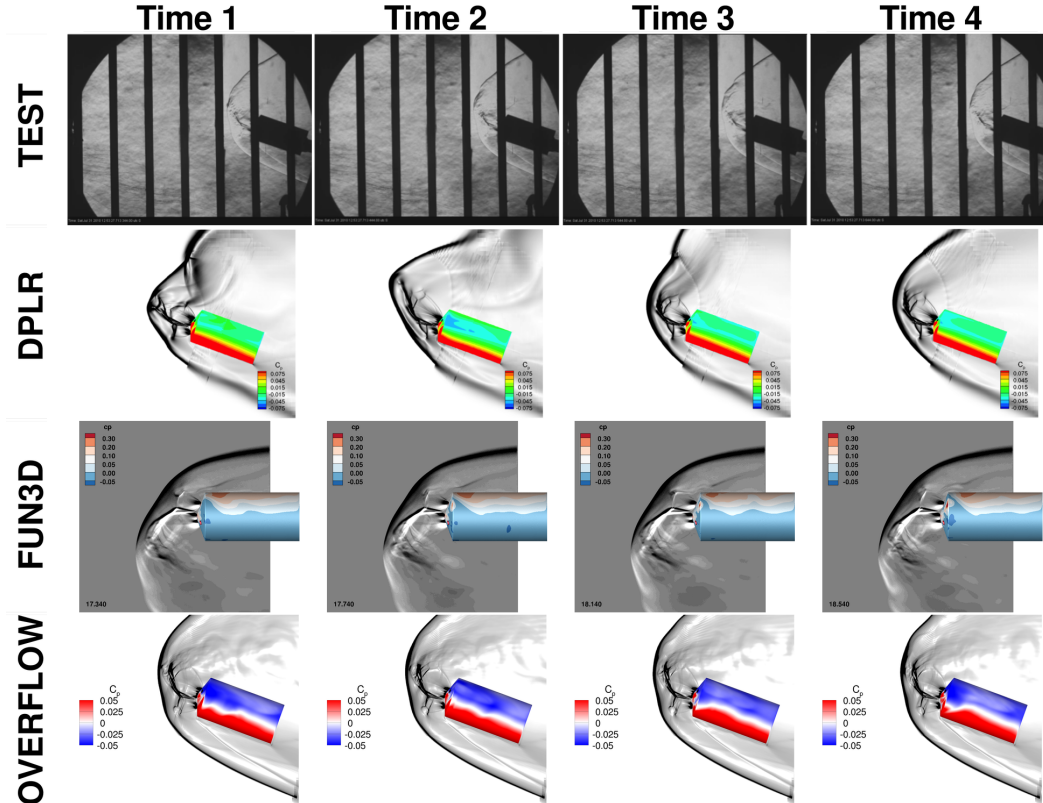 Time 1 Time 2 Time 3 Time 4
TEST
DPLR
Cp Cp Cp Cp
0.075 0.075 0.075 0.075
0.045 0.045 0.045 0.045
0.015 0.015 0.015 0.015
-0.015 -0.015 -0.015 -0.015
-0.045 -0.045 -0.045 -0.045
-0.075 -0.075 -0.075 -0.075
FUN3D
cp cp cp cp
0.30 0.30 0.30 0.30
0.20 0.20 0.20 0.20
0.10 0.10 0.10 0.10
0.05 0.05 0.05 0.05
0.00 0.00 0.00 0.00
-0.05 -0.05 -0.05 -0.05
17.340 17.740 18.140 18.540
OVERFLOW
Cp Cp Cp Cp
0.05 0.05 0.05 0.05
0.025 0.025 0.025 0.025
0 0 0 0
-0.025 -0.025 -0.025 -0.025
-0.05 -0.05 -0.05 -0.05